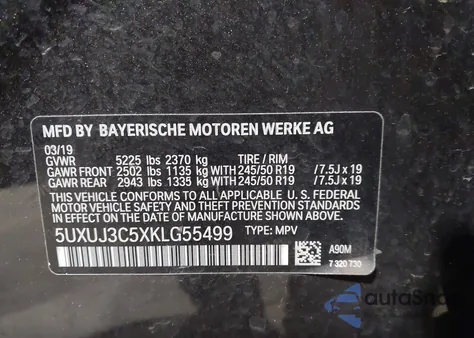 MFD BY BAYERISCHE MOTOREN WERKE AG
03/19
GVWR 5225 lbs 2370 kg TIRE / RIM
GAWR FRONT 2502 lbs 1135 kg WITH 245/50 R19 /7.5J x 19
GAWR REAR 2943 lbs 1335 kg WITH 245/50 R19 /7.5J x 19
THIS VEHICLE CONFORMS TO ALL APPLICABLE U. S. FEDERAL
MOTOR VEHICLE SAFETY AND THEFT PREVENTION STANDARDS
IN EFFECT ON THE DATE OF MANUFACTURE SHOWN ABOVE.
5UXUJ3C5XKLG55499 TYPE: MPV
A90M
7 320 730